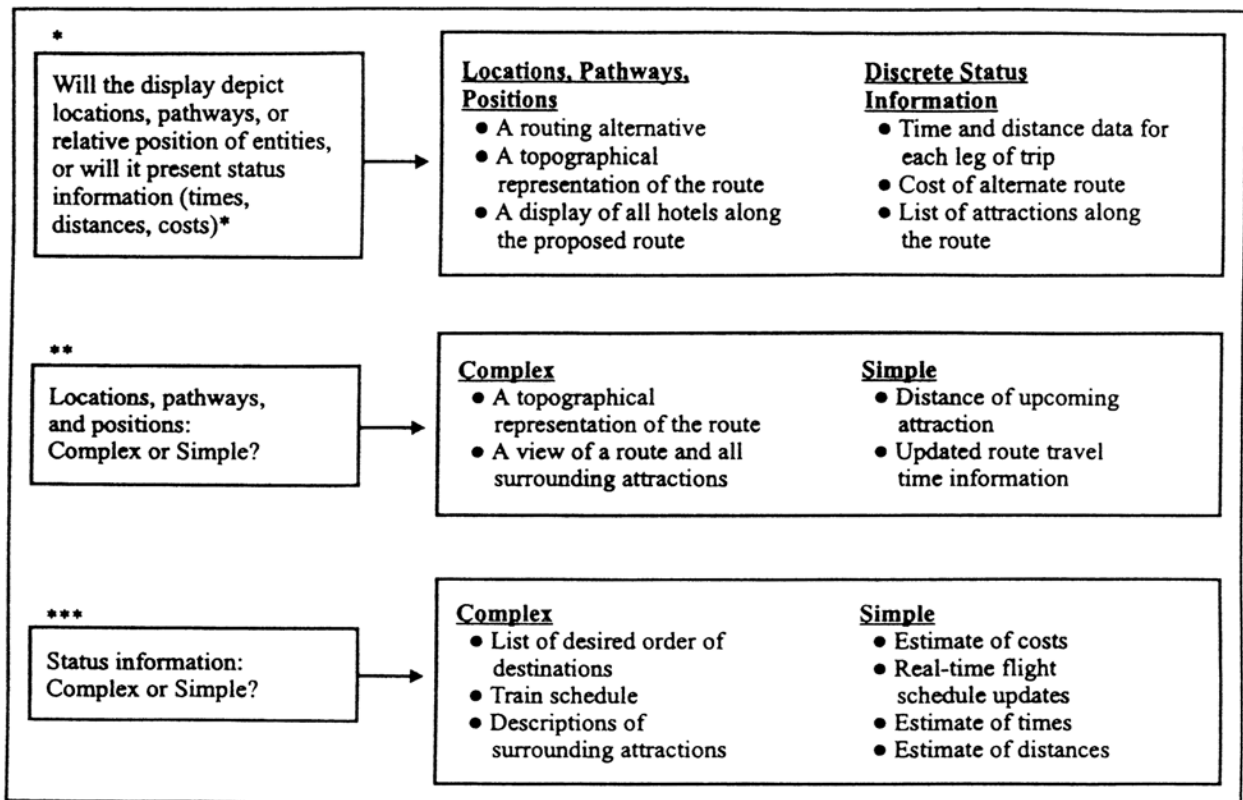 *
Will the display depict
locations, pathways, or
relative position of entities,
or will it present status
information (times,
distances, costs)*
Locations, Pathways,
Positions
● A routing alternative
● A topographical
representation of the route
● A display of all hotels along
the proposed route
Discrete Status
Information
● Time and distance data for
each leg of trip
● Cost of alternate route
● List of attractions along
the route
**
Locations, pathways,
and positions:
Complex or Simple?
Complex
● A topographical
representation of the route
● A view of a route and all
surrounding attractions
Simple
● Distance of upcoming
attraction
● Updated route travel
time information
***
Status information:
Complex or Simple?
Complex
● List of desired order of
destinations
● Train schedule
● Descriptions of
surrounding attractions
Simple
● Estimate of costs
● Real-time flight
schedule updates
● Estimate of times
● Estimate of distances